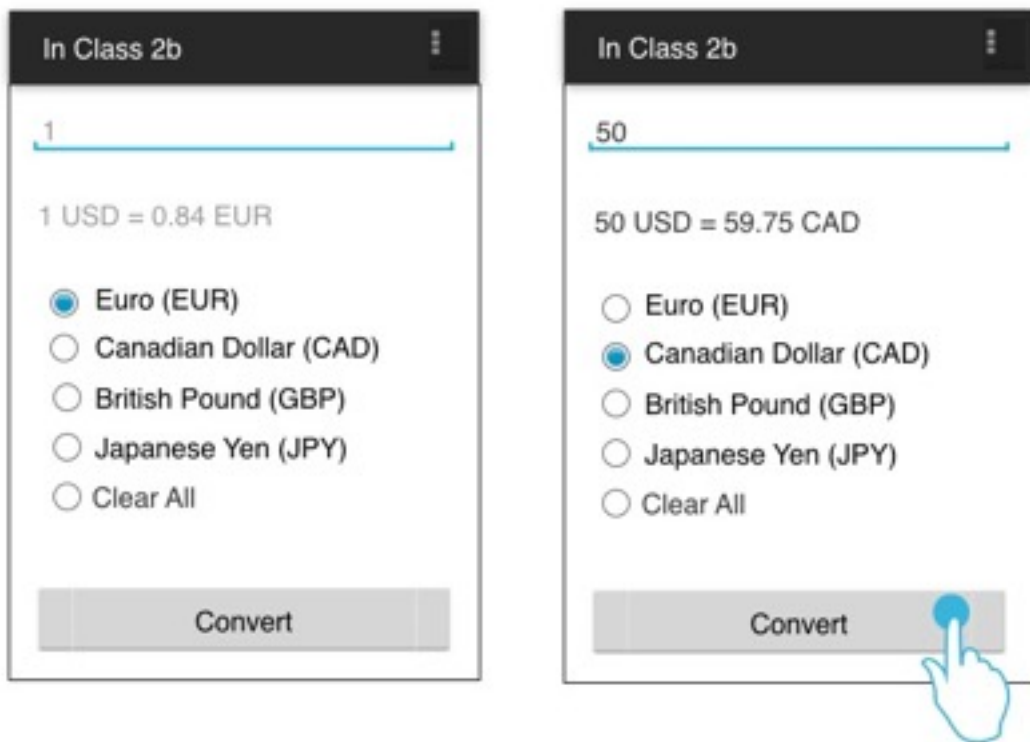 In Class 2b
1
1 USD = 0.84 EUR
Euro (EUR)
Canadian Dollar (CAD)
British Pound (GBP)
Japanese Yen (JPY)
Clear All
Convert
In Class 2b
50
50 USD = 59.75 CAD
Euro (EUR)
Canadian Dollar (CAD)
British Pound (GBP)
Japanese Yen (JPY)
Clear All
Convert